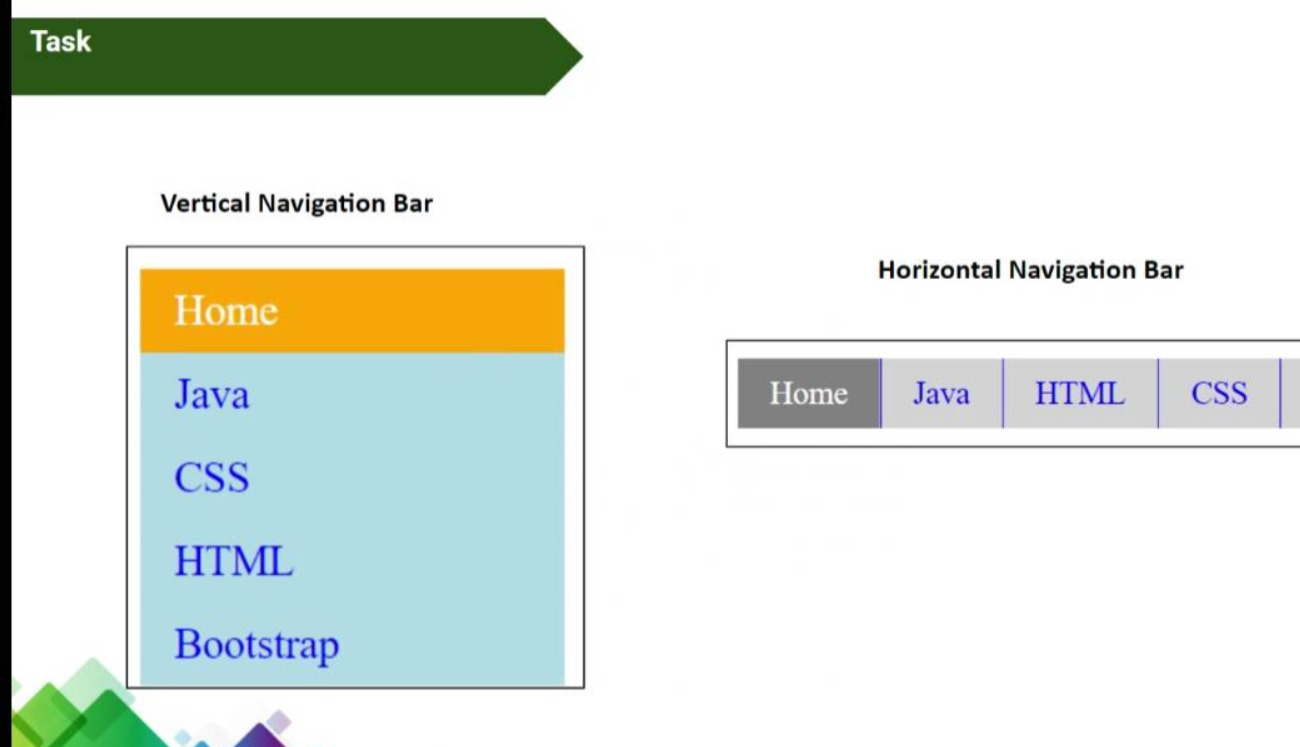 Task
Vertical Navigation Bar
Home
Java
CSS
HTML
Bootstrap
Horizontal Navigation Bar
Home Java HTML CSS